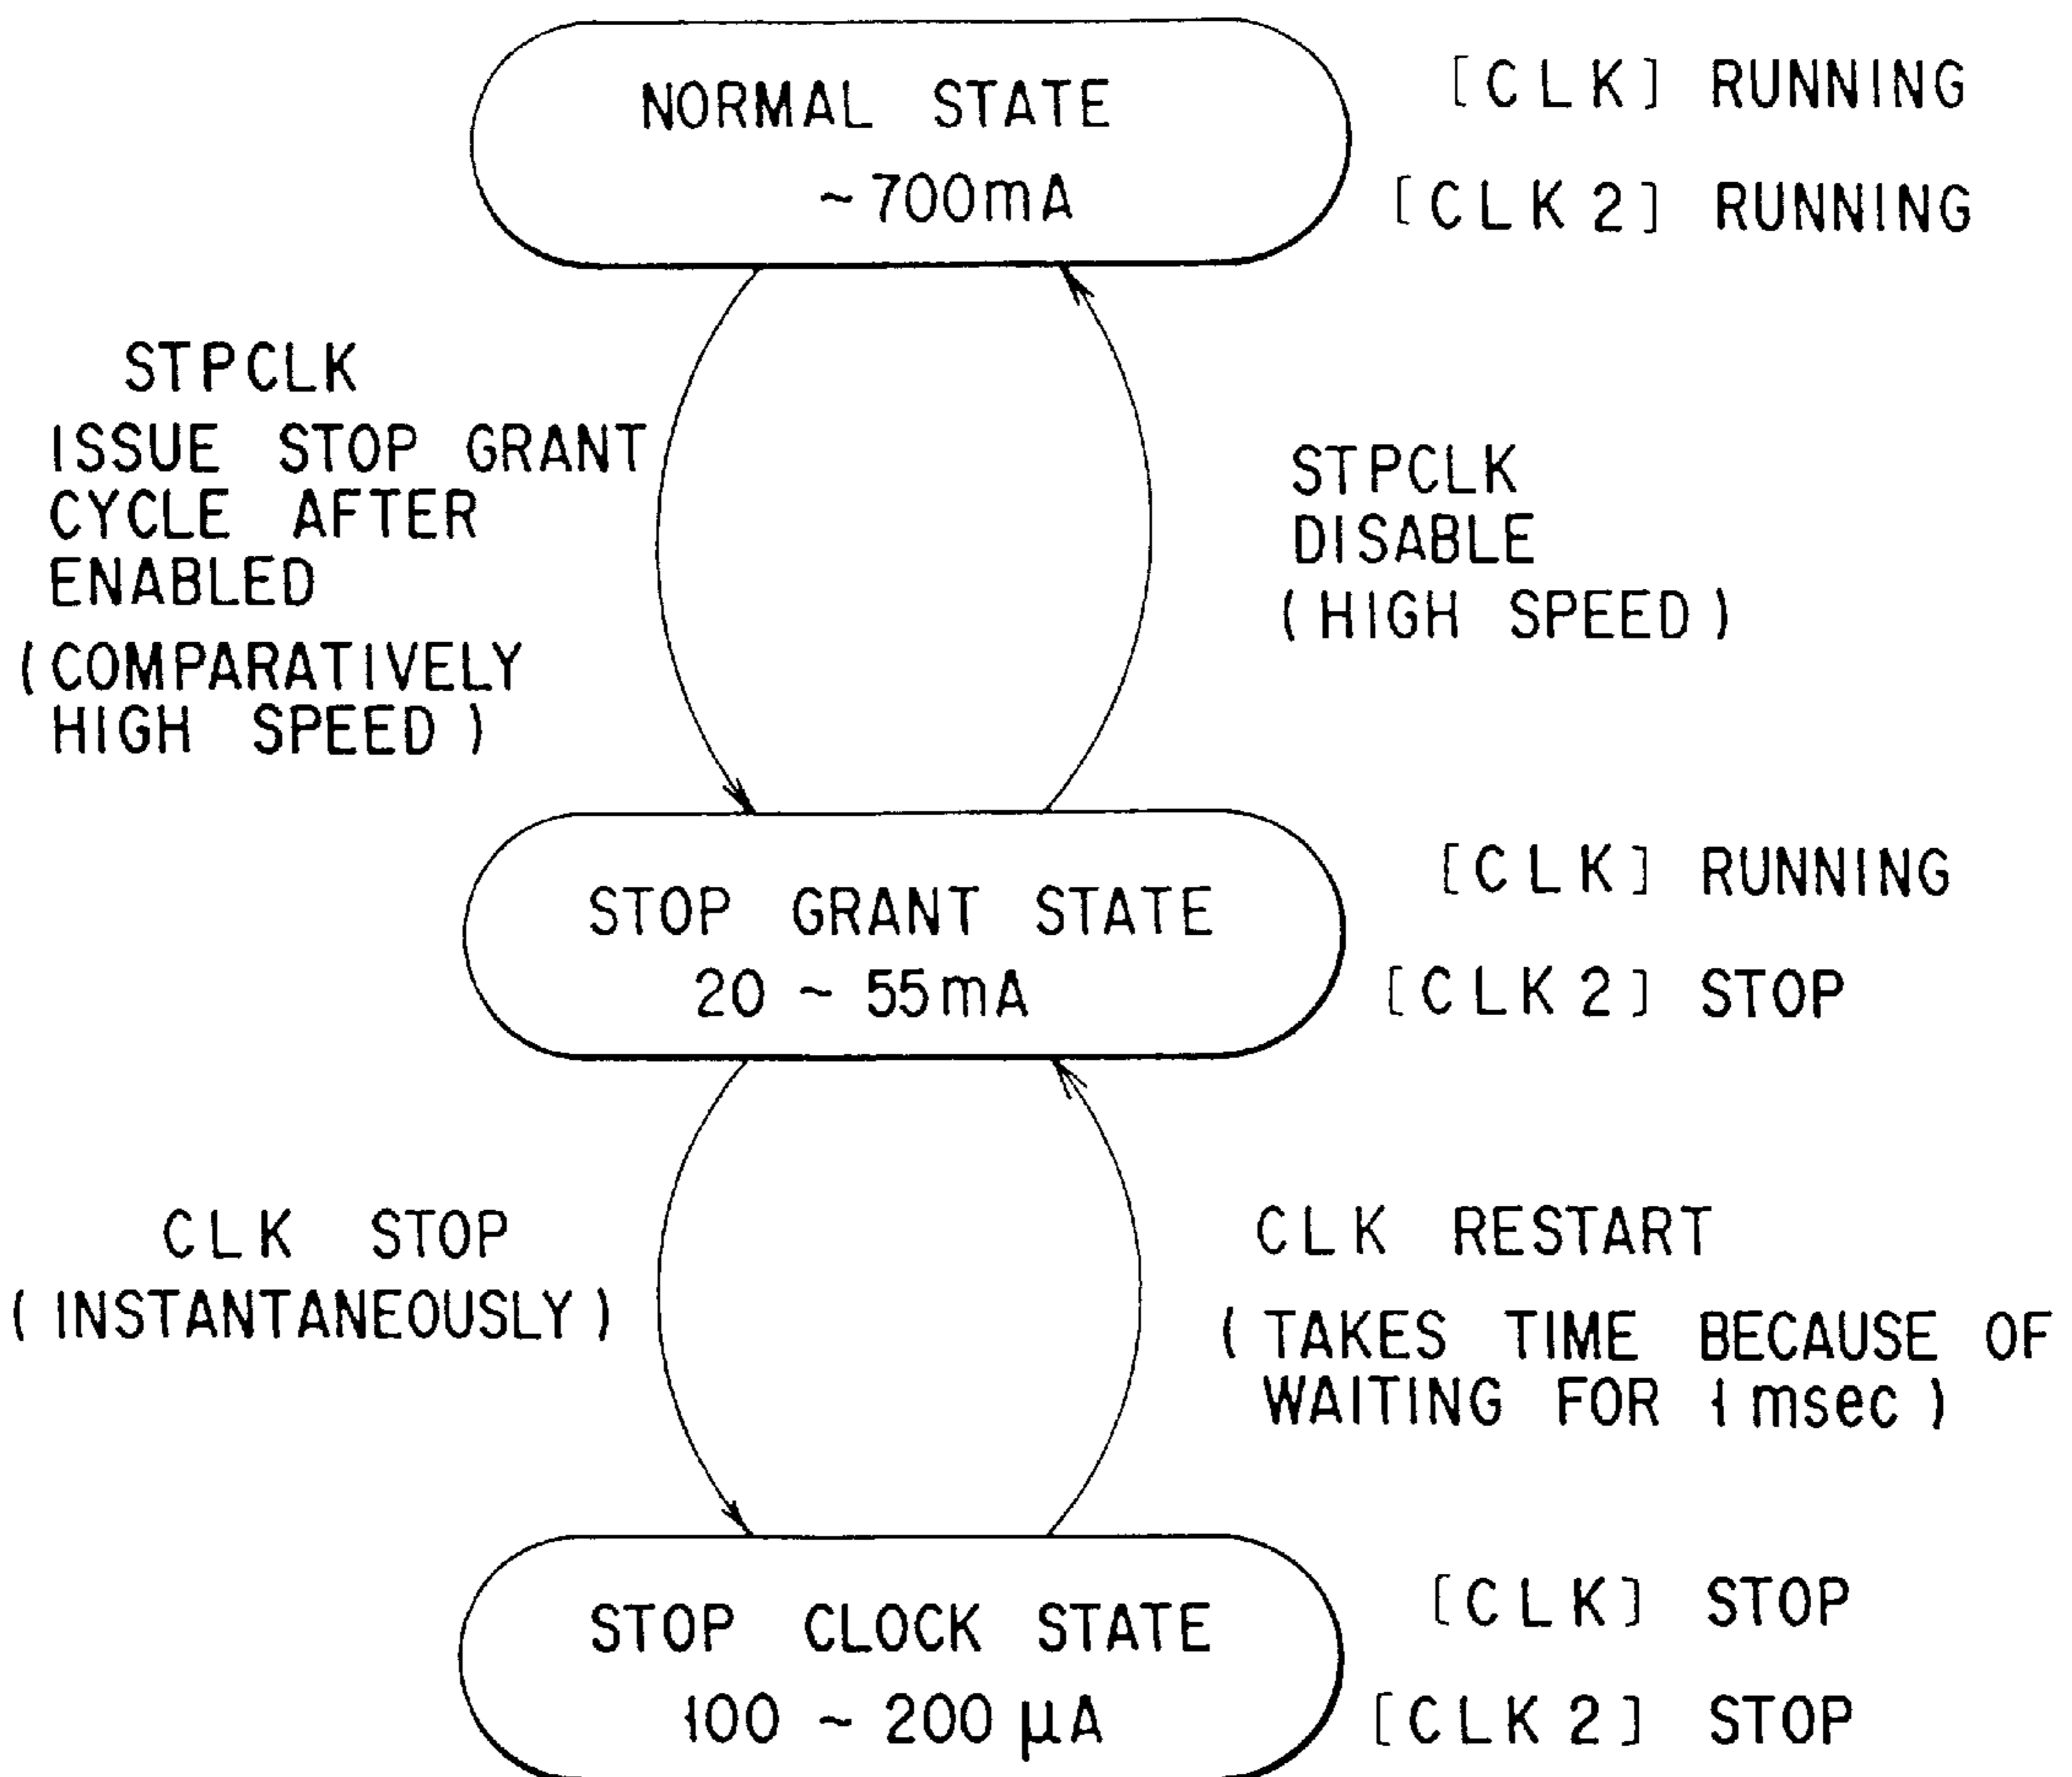 NORMAL STATE
~700mA
[CLK] RUNNING
[CLK2] RUNNING
STPCLK
ISSUE STOP GRANT
CYCLE AFTER
ENABLED
(COMPARATIVELY
HIGH SPEED)
STPCLK
DISABLE
(HIGH SPEED)
STOP GRANT STATE
20 ~ 55mA
[CLK] RUNNING
[CLK2] STOP
CLK STOP
(INSTANTANEOUSLY)
CLK RESTART
(TAKES TIME BECAUSE OF
WAITING FOR 1msec)
STOP CLOCK STATE
100 ~ 200 µA
[CLK] STOP
[CLK2] STOP